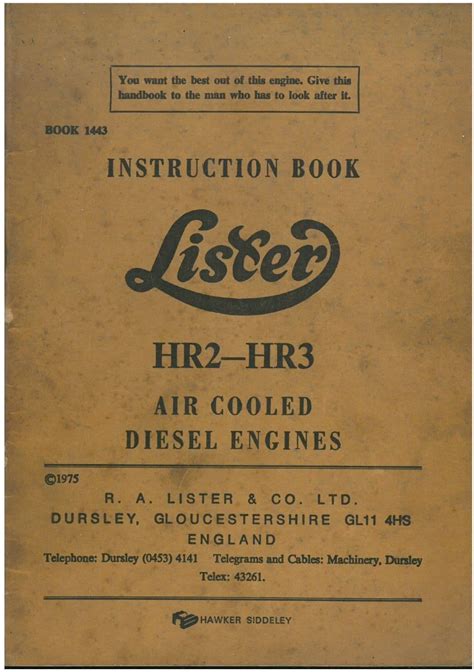 You want the best out of this engine. Give this
handbook to the man who has to look after it.
BOOK 1443
INSTRUCTION BOOK
Lister
HR2—HR3
AIR COOLED
DIESEL ENGINES
©1975
R. A. LISTER & CO. LTD.
DURSLEY, GLOUCESTERSHIRE GL11 4HS
ENGLAND
Telephone: Dursley (0453) 4141 Telegrams and Cables: Machinery, Dursley
Telex: 43261.
HAWKER SIDDELEY